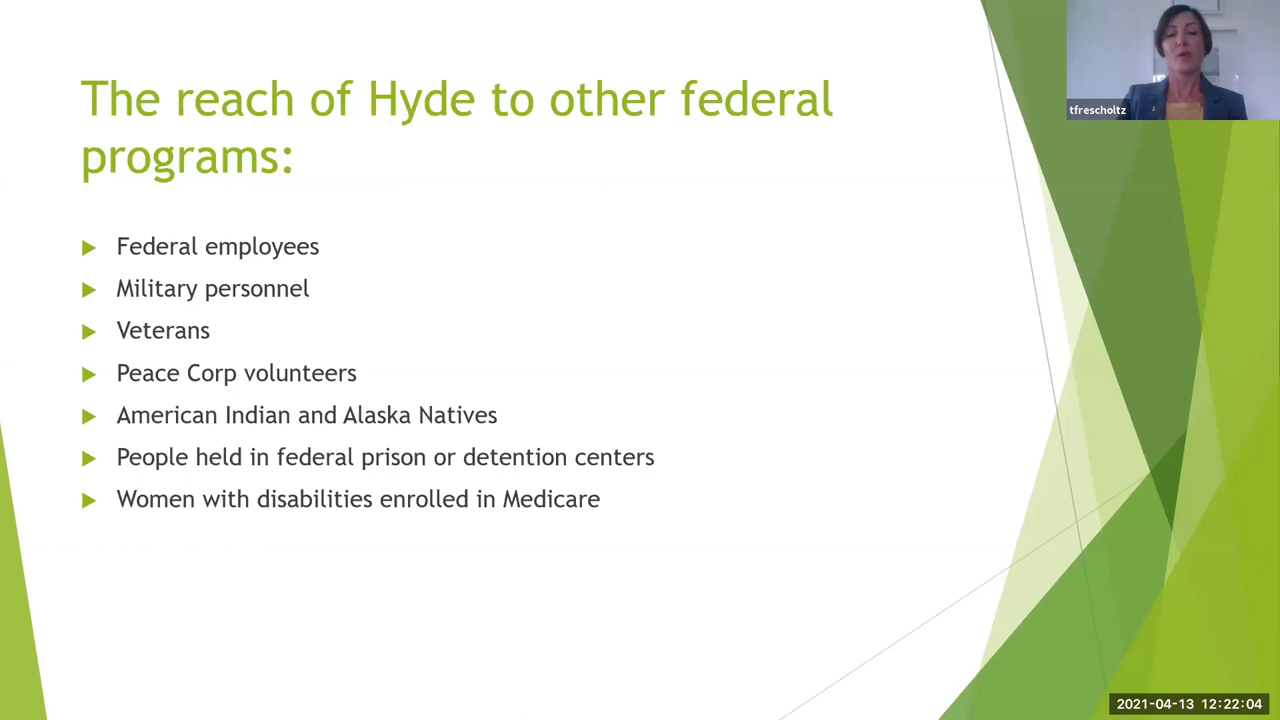 The reach of Hyde to other federal
programs:
Federal employees
Military personnel
Veterans
Peace Corp volunteers
American Indian and Alaska Natives
People held in federal prison or detention centers
Women with disabilities enrolled in Medicare
tfrescholtz
2021-04-13 12:22:04